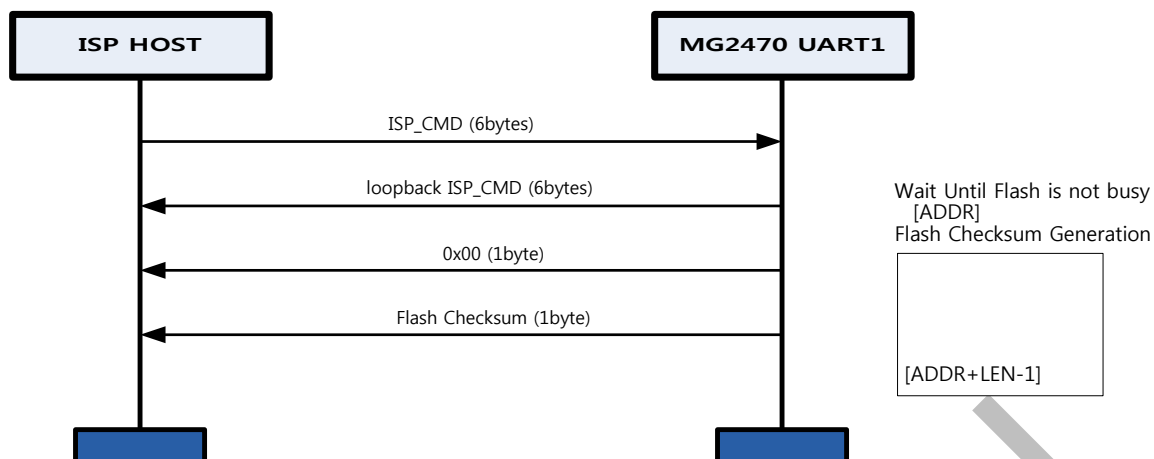 ISP HOST
MG2470 UART1
ISP_CMD (6bytes)
loopback ISP_CMD (6bytes)
Wait Until Flash is not busy
[ADDR]
Flash Checksum Generation
0x00 (1byte)
Flash Checksum (1byte)
[ADDR+LEN-1]